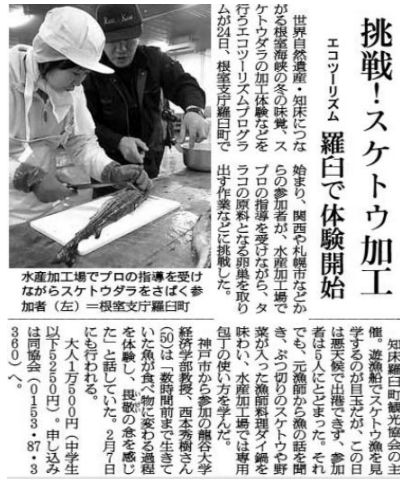 挑戦！スケトウ加工
エコツーリズム
羅臼で体験開始
世界自然遺産・知床につな
がる根室海峡の冬の味覚、ス
ケトウダラの加工体験などを
行うエコツーリズムプログラ
ムが24日、根室支庁羅臼町で
始まり、関西や札幌市などか
らの参加者が、水産加工場で
プロの指導を受けながら、タ
ラコの原料となる卵巣を取り
出す作業などに挑戦した。
水産加工場でプロの指導を受け
ながらスケトウダラをさばく参
加者（左）＝根室支庁羅臼町
知床羅臼町観光協会の主
催。遊漁船でスケトウ漁を見
学するのが目玉だが、この日
は悪天候で出港できず、参加
者は5人にとどまった。それ
でも、元漁師から漁の話を聞
き、ぶつ切りのスケトウや野
菜が入った漁師料理ダイ鍋を
味わい、水産加工場では専用
包丁の使い方を学んだ。
神戸市から参加の龍谷大学
経済学部教授、西本秀樹さん
（50）は「数時間前まで生きて
いた魚が食べ物に変わる過程
を体験し、畏敬の念を感じ
た」と話していた。2月7日
にも行われる。
大人1万500円（中学生
以下5250円）。申し込み
は同協会（0153・87・3
360）へ。